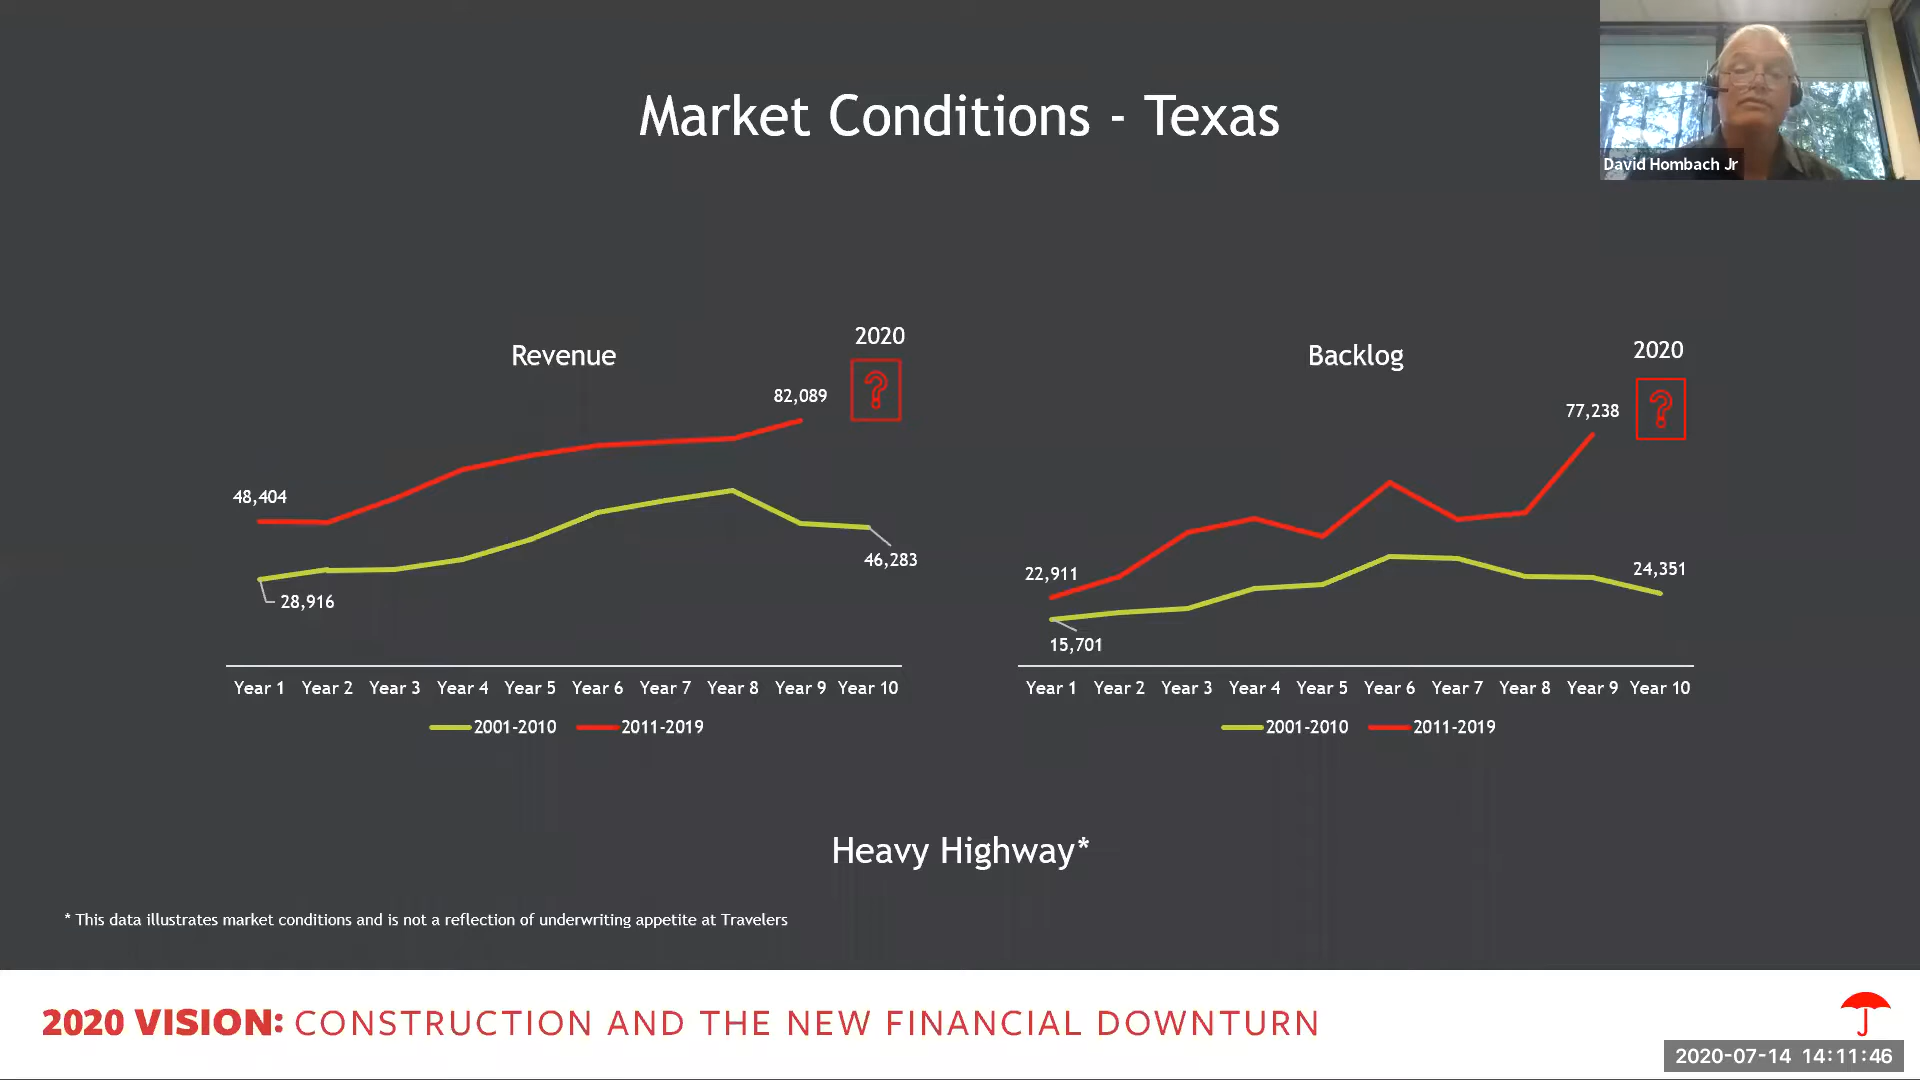 Market Conditions - Texas
David Hombach Jr
Revenue
2020
?
82,089
48,404
46,283
28,916
Year 1 Year 2 Year 3 Year 4 Year 5 Year 6 Year 7 Year 8 Year 9 Year 10
2001-2010 2011-2019
Backlog
2020
?
77,238
22,911
24,351
15,701
Year 1 Year 2 Year 3 Year 4 Year 5 Year 6 Year 7 Year 8 Year 9 Year 10
2001-2010 2011-2019
Heavy Highway*
* This data illustrates market conditions and is not a reflection of underwriting appetite at Travelers
2020 VISION: CONSTRUCTION AND THE NEW FINANCIAL DOWNTURN
2020-07-14 14:11:46